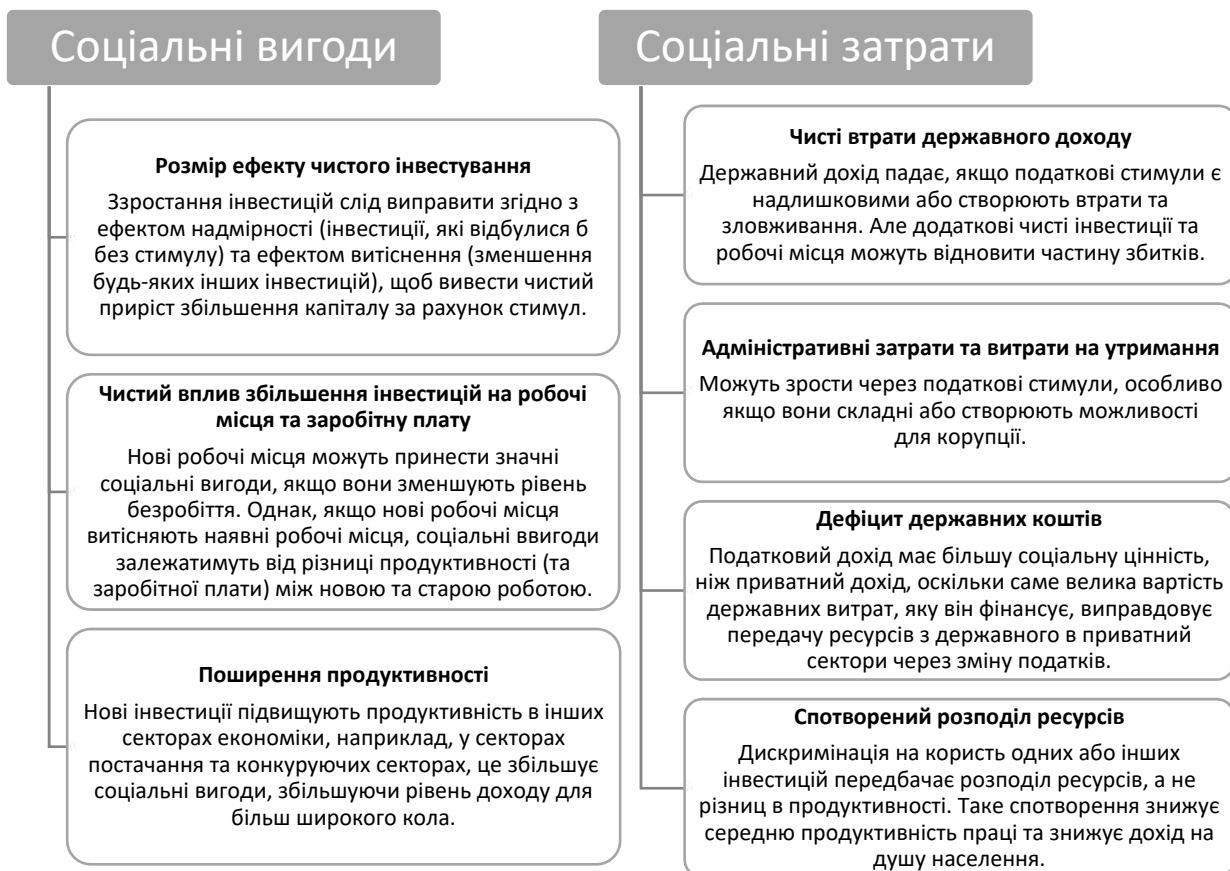 Соціальні вигоди
Розмір ефекту чистого інвестування
Ззростання інвестицій слід виправити згідно з
ефектом надмірності (інвестиції, які відбулися б
без стимулу) та ефектом витіснення (зменшення
будь-яких інших інвестицій), щоб вивести чистий
приріст збільшення капіталу за рахунок стимул.
Чистий вплив збільшення інвестицій на робочі
місця та заробітну плату
Нові робочі місця можуть принести значні
соціальні вигоди, якщо вони зменшують рівень
безробіття. Однак, якщо нові робочі місця
витісняють наявні робочі місця, соціальні ввигоди
залежатимуть від різниці продуктивності (та
заробітної плати) між новою та старою роботою.
Поширення продуктивності
Нові інвестиції підвищують продуктивність в інших
секторах економіки, наприклад, у секторах
постачання та конкуруючих секторах, це збільшує
соціальні вигоди, збільшуючи рівень доходу для
більш широкого кола.
Соціальні затрати
Чисті втрати державного доходу
Державний дохід падає, якщо податкові стимули є
надлишковими або створюють втрати та
зловживання. Але додаткові чисті інвестиції та
робочі місця можуть відновити частину збитків.
Адміністративні затрати та витрати на утримання
Можуть зрости через податкові стимули, особливо
якщо вони складні або створюють можливості
для корупції.
Дефіцит державних коштів
Податковий дохід має більшу соціальну цінність,
ніж приватний дохід, оскільки саме велика вартість
державних витрат, яку він фінансує, виправдовує
передачу ресурсів з державного в приватний
сектори через зміну податків.
Спотворений розподіл ресурсів
Дискримінація на користь одних або інших
інвестицій передбачає розподіл ресурсів, а не
різниц в продуктивності. Таке спотворення знижує
середню продуктивність праці та знижує дохід на
душу населення.